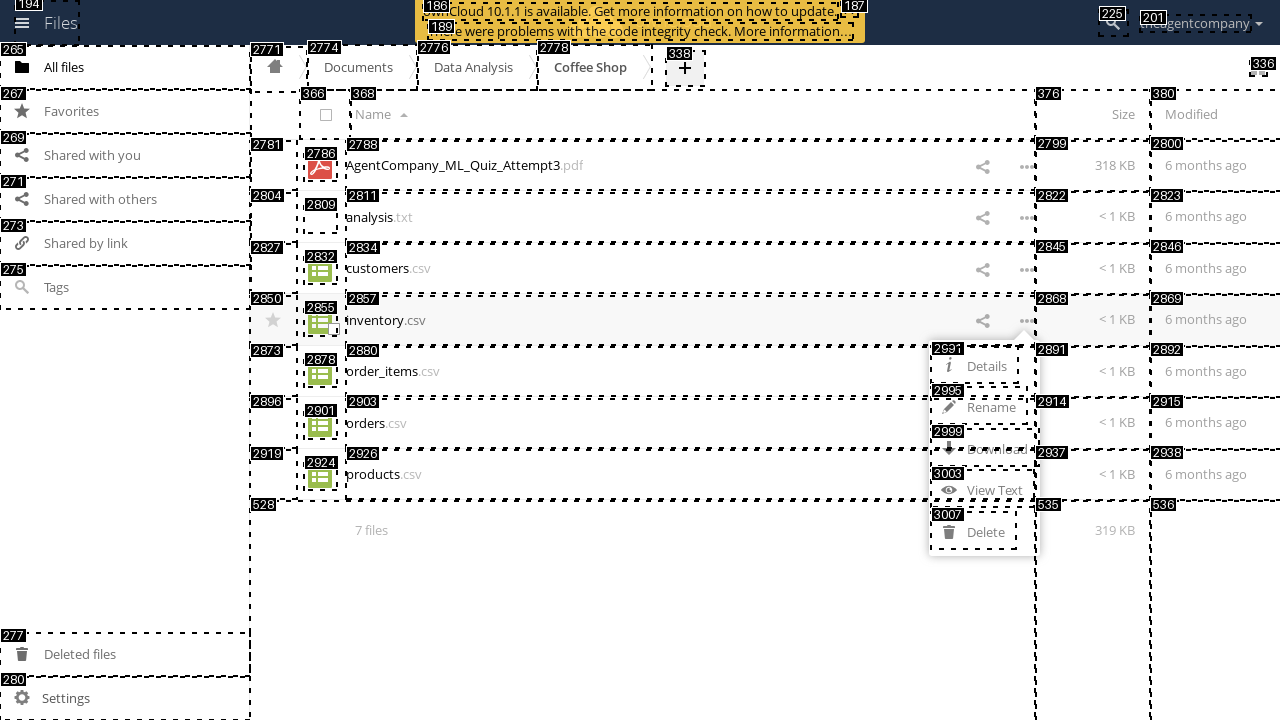 194
Files
186
ownCloud 10.1.1 is available. Get more information on how to update.
187
189
There were problems with the code integrity check. More information…
225
201
theagentcompany
265
All files
267
Favorites
269
Shared with you
271
Shared with others
273
Shared by link
275
Tags
277
Deleted files
280
Settings
2771
2774
Documents
2776
Data Analysis
2778
Coffee Shop
338
+
336
366
368
Name
376
Size
380
Modified
2781
2786
2788
AgentCompany_ML_Quiz_Attempt3.pdf
2799
318 KB
2800
6 months ago
2804
2809
2811
analysis.txt
2822
< 1 KB
2823
6 months ago
2827
2832
2834
customers.csv
2845
< 1 KB
2846
6 months ago
2850
2855
2857
inventory.csv
2868
< 1 KB
2869
6 months ago
2873
2878
2880
order_items.csv
2891
< 1 KB
2892
6 months ago
2896
2901
2903
orders.csv
2914
< 1 KB
2915
6 months ago
2919
2924
2926
products.csv
2937
< 1 KB
2938
6 months ago
2991
Details
2995
Rename
2999
Download
3003
View Text
3007
Delete
528
7 files
535
319 KB
536